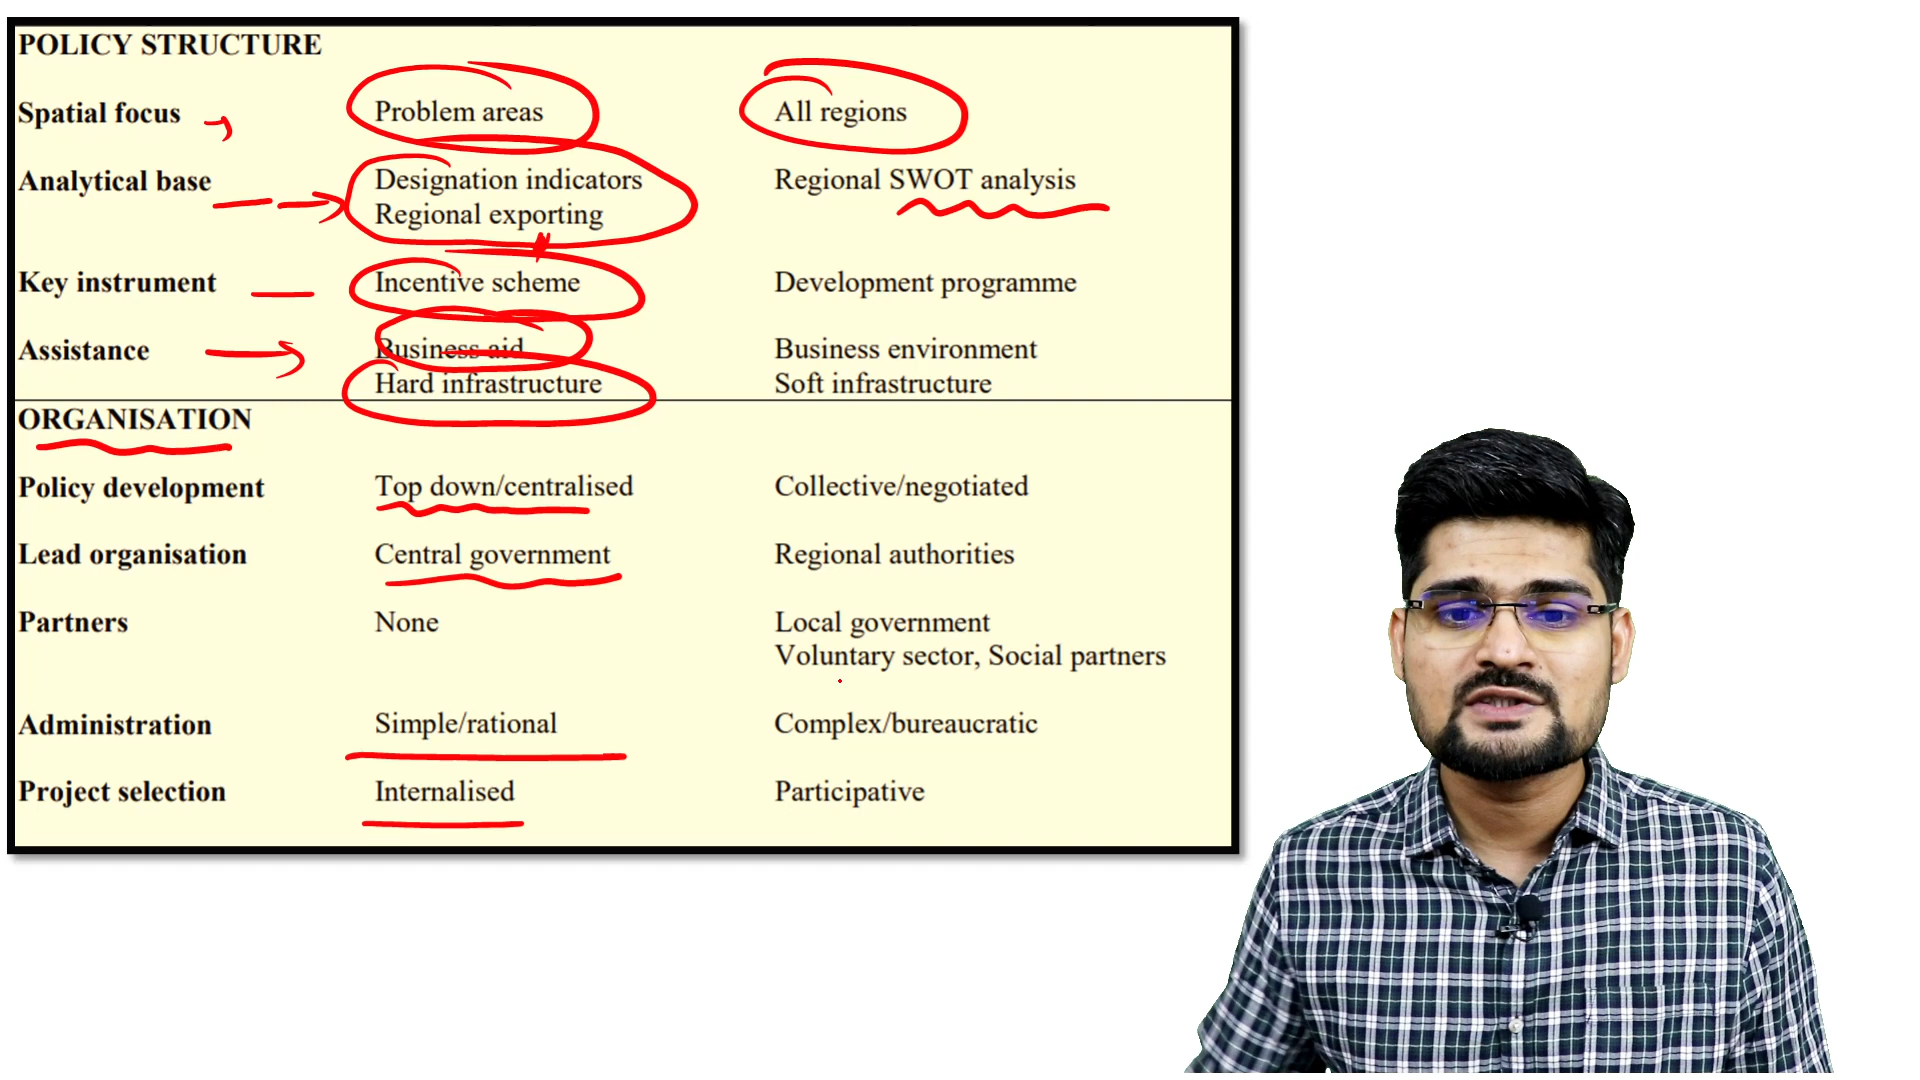 POLICY STRUCTURE
Spatial focus Problem areas All regions
Analytical base Designation indicators Regional SWOT analysis
Regional exporting
Key instrument Incentive scheme Development programme
Assistance Business aid Business environment
Hard infrastructure Soft infrastructure
ORGANISATION
Policy development Top down/centralised Collective/negotiated
Lead organisation Central government Regional authorities
Partners None Local government
Voluntary sector, Social partners
Administration Simple/rational Complex/bureaucratic
Project selection Internalised Participative